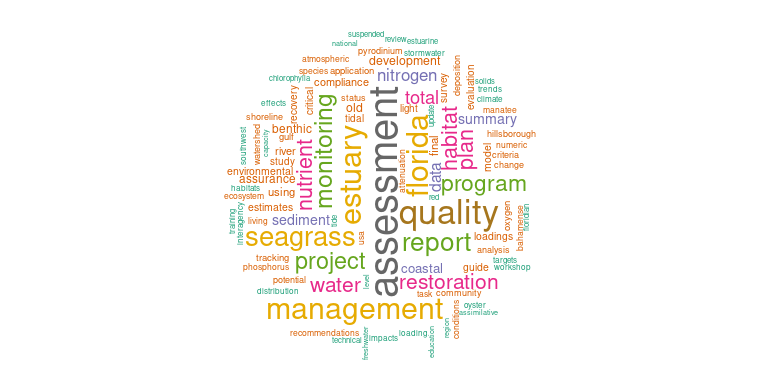 suspended
national
review
estuarine
pyrodinium
stormwater
atmospheric
development
species
application
nitrogen
chlorophylla
compliance
recovery
critical
status
old
total
light
survey
deposition
evaluation
solids
trends
climate
manatee
effects
shoreline
tidal
update
summary
southwest
watershed
capacity
benthic
gulf
monitoring
estuary
assessment
florida
final
habitat
plan
hillsborough
numeric
river
study
nutrient
attenuation
data
model
criteria
change
environmental
assurance
habitats
ecosystem
using
red
program
estimates
training
interagency
living
sediment
tide
quality
oxygen
bahamense
floridian
seagrass
usa
report
loadings
analysis
tracking
phosphorus
project
coastal
guide
targets
workshop
potential
water
level
restoration
distribution
task
community
management
oyster
assimilative
conditions
region
recommendations
technical
freshwater
impacts
loading
education